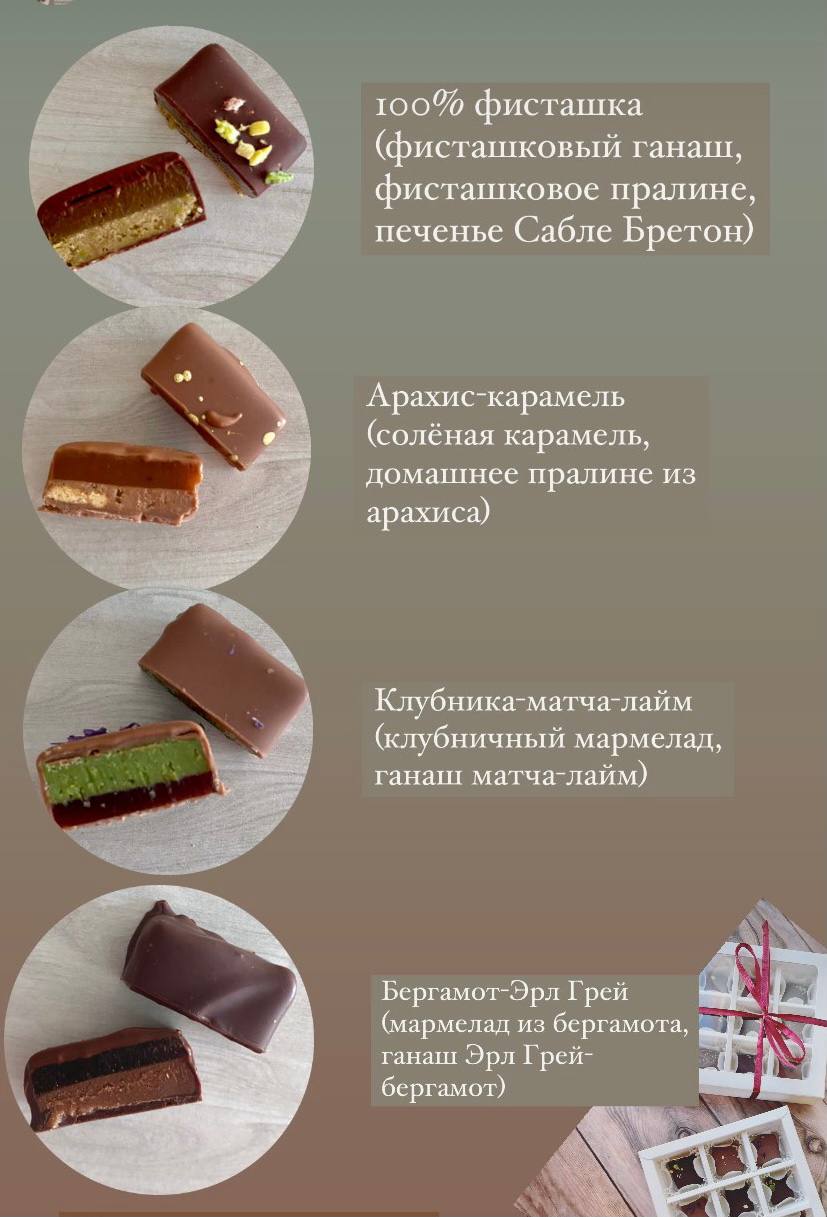 100% фисташка
(фисташковый ганаш,
фисташковое пралине,
печенье Сабле Бретон)
Арахис-карамель
(солёная карамель,
домашнее пралине из
арахиса)
Клубника-матча-лайм
(клубничный мармелад,
ганаш матча-лайм)
Бергамот-Эрл Грей
(мармелад из бергамота,
ганаш Эрл Грей-
бергамот)